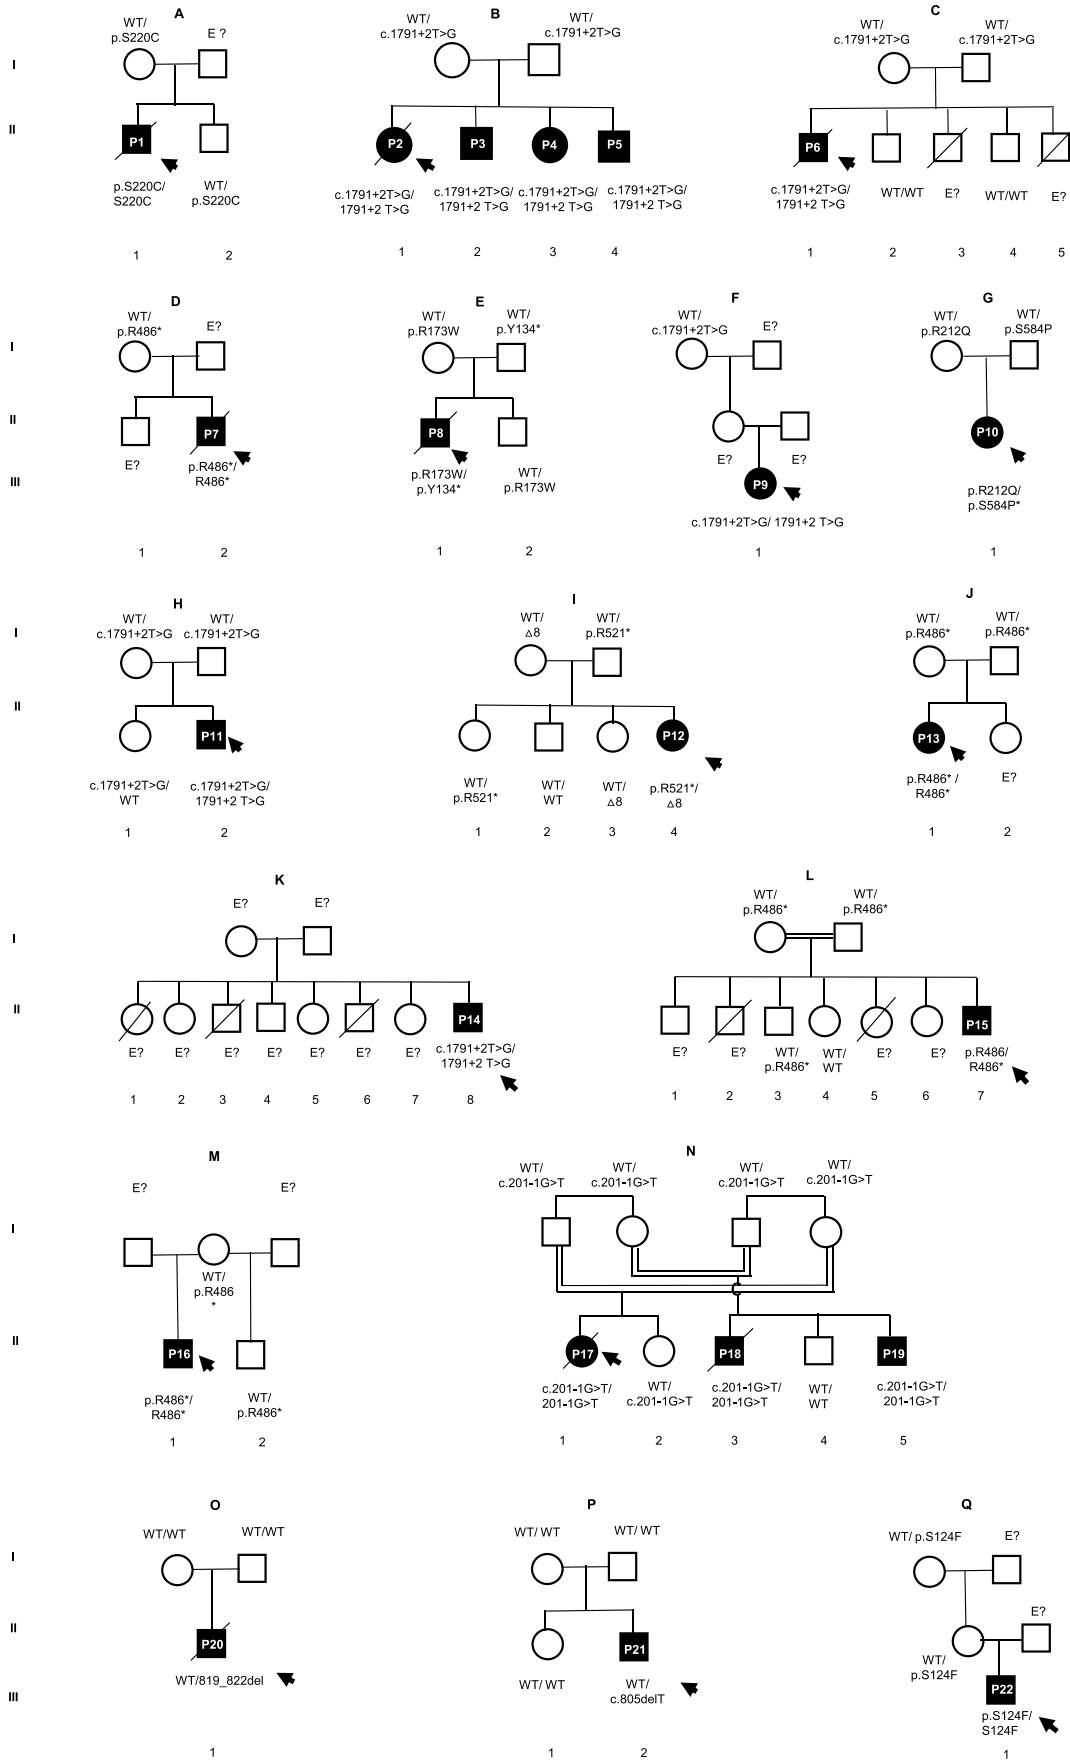 A
B
C
WT/
p.S220C
E ?
WT/
c.1791+2T>G
WT/
c.1791+2T>G
WT/
c.1791+2T>G
WT/
c.1791+2T>G
I
II
P1
P2
P3
P4
P5
P6
p.S220C/
S220C
WT/
p.S220C
c.1791+2T>G/
1791+2 T>G
c.1791+2T>G/
1791+2 T>G
c.1791+2T>G/
1791+2 T>G
c.1791+2T>G/
1791+2 T>G
c.1791+2T>G/
1791+2 T>G
WT/WT
E?
WT/WT
E?
1
2
1
2
3
4
1
2
3
4
5
D
E
F
G
WT/
p.R486*
E?
WT/
p.R173W
WT/
p.Y134*
WT/
c.1791+2T>G
E?
WT/
p.R212Q
WT/
p.S584P
I
II
III
P7
P8
P10
E?
p.R486*/
R486*
p.R173W/
p.Y134*
WT/
p.R173W
E?
E?
P9
c.1791+2T>G/ 1791+2 T>G
p.R212Q/
p.S584P*
1
2
1
2
1
1
H
I
J
WT/
c.1791+2T>G
WT/
c.1791+2T>G
WT/
△8
WT/
p.R521*
WT/
p.R486*
WT/
p.R486*
I
II
P11
P12
P13
c.1791+2T>G/
WT
c.1791+2T>G/
1791+2 T>G
WT/
p.R521*
WT/
WT
WT/
△8
p.R521*/
△8
p.R486* /
R486*
E?
1
2
1
2
3
4
1
2
K
L
E?
E?
WT/
p.R486*
WT/
p.R486*
I
II
P14
P15
E?
E?
E?
E?
E?
E?
E?
c.1791+2T>G/
1791+2 T>G
E?
E?
WT/
p.R486*
WT/
WT
E?
E?
p.R486/
R486*
1
2
3
4
5
6
7
8
1
2
3
4
5
6
7
M
N
E?
E?
WT/
c.201-1G>T
WT/
c.201-1G>T
WT/
c.201-1G>T
WT/
c.201-1G>T
I
WT/
p.R486
*
II
P16
P17
P18
P19
p.R486*/
R486*
WT/
p.R486*
c.201-1G>T/
201-1G>T
WT/
c.201-1G>T
c.201-1G>T/
201-1G>T
WT/
WT
c.201-1G>T/
201-1G>T
1
2
1
2
3
4
5
O
P
Q
WT/WT
WT/WT
WT/ WT
WT/ WT
WT/ p.S124F
E?
I
II
III
P20
P21
E?
WT/
p.S124F
WT/819_822del
WT/ WT
WT/
c.805delT
P22
p.S124F/
S124F
1
1
2
1